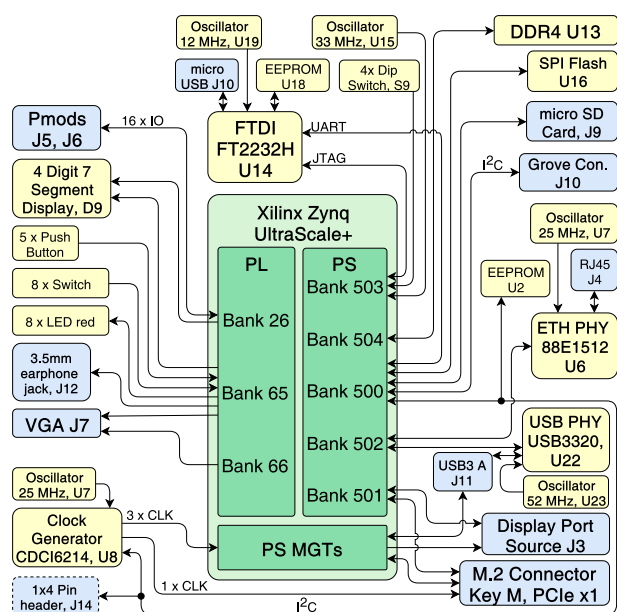 Oscillator
12 MHz, U19
Oscillator
33 MHz, U15
DDR4 U13
micro
USB J10
EEPROM
U18
4x Dip
Switch, S9
SPI Flash
U16
Pmods
J5, J6
16 x IO
FTDI
FT2232H
U14
UART
JTAG
micro SD
Card, J9
I²C
Grove Con.
J10
4 Digit 7
Segment
Display, D9
Xilinx Zynq
UltraScale+
Oscillator
25 MHz, U7
5 x Push
Button
PL
PS
EEPROM
U2
RJ45
J4
8 x Switch
Bank 503
8 x LED red
Bank 26
Bank 504
ETH PHY
88E1512
U6
3.5mm
earphone
jack, J12
Bank 65
Bank 500
VGA J7
Bank 502
USB PHY
USB3320,
U22
Bank 66
USB3 A
J11
Oscillator
25 MHz, U7
Bank 501
Oscillator
52 MHz, U23
Clock
Generator
CDCI6214, U8
3 x CLK
PS MGTs
Display Port
Source J3
1x4 Pin
header, J14
1 x CLK
M.2 Connector
Key M, PCIe x1
I²C